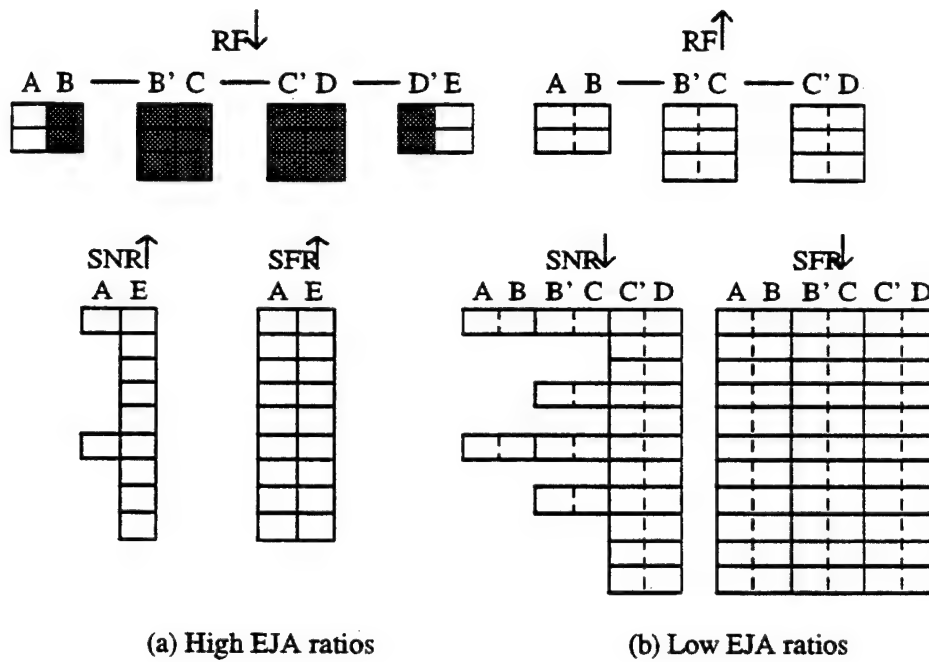 RF↓ RF↑
A B — B' C — C' D — D' E A B — B' C — C' D
SNR↑ SFR↑ SNR↓ SFR↓
A E A E A B B' C C' D A B B' C C' D
(a) High EJA ratios (b) Low EJA ratios